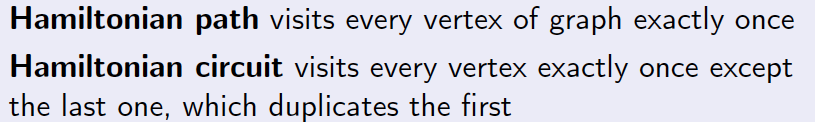 Hamiltonian path visits every vertex of graph exactly once
Hamiltonian circuit visits every vertex exactly once except
the last one, which duplicates the first